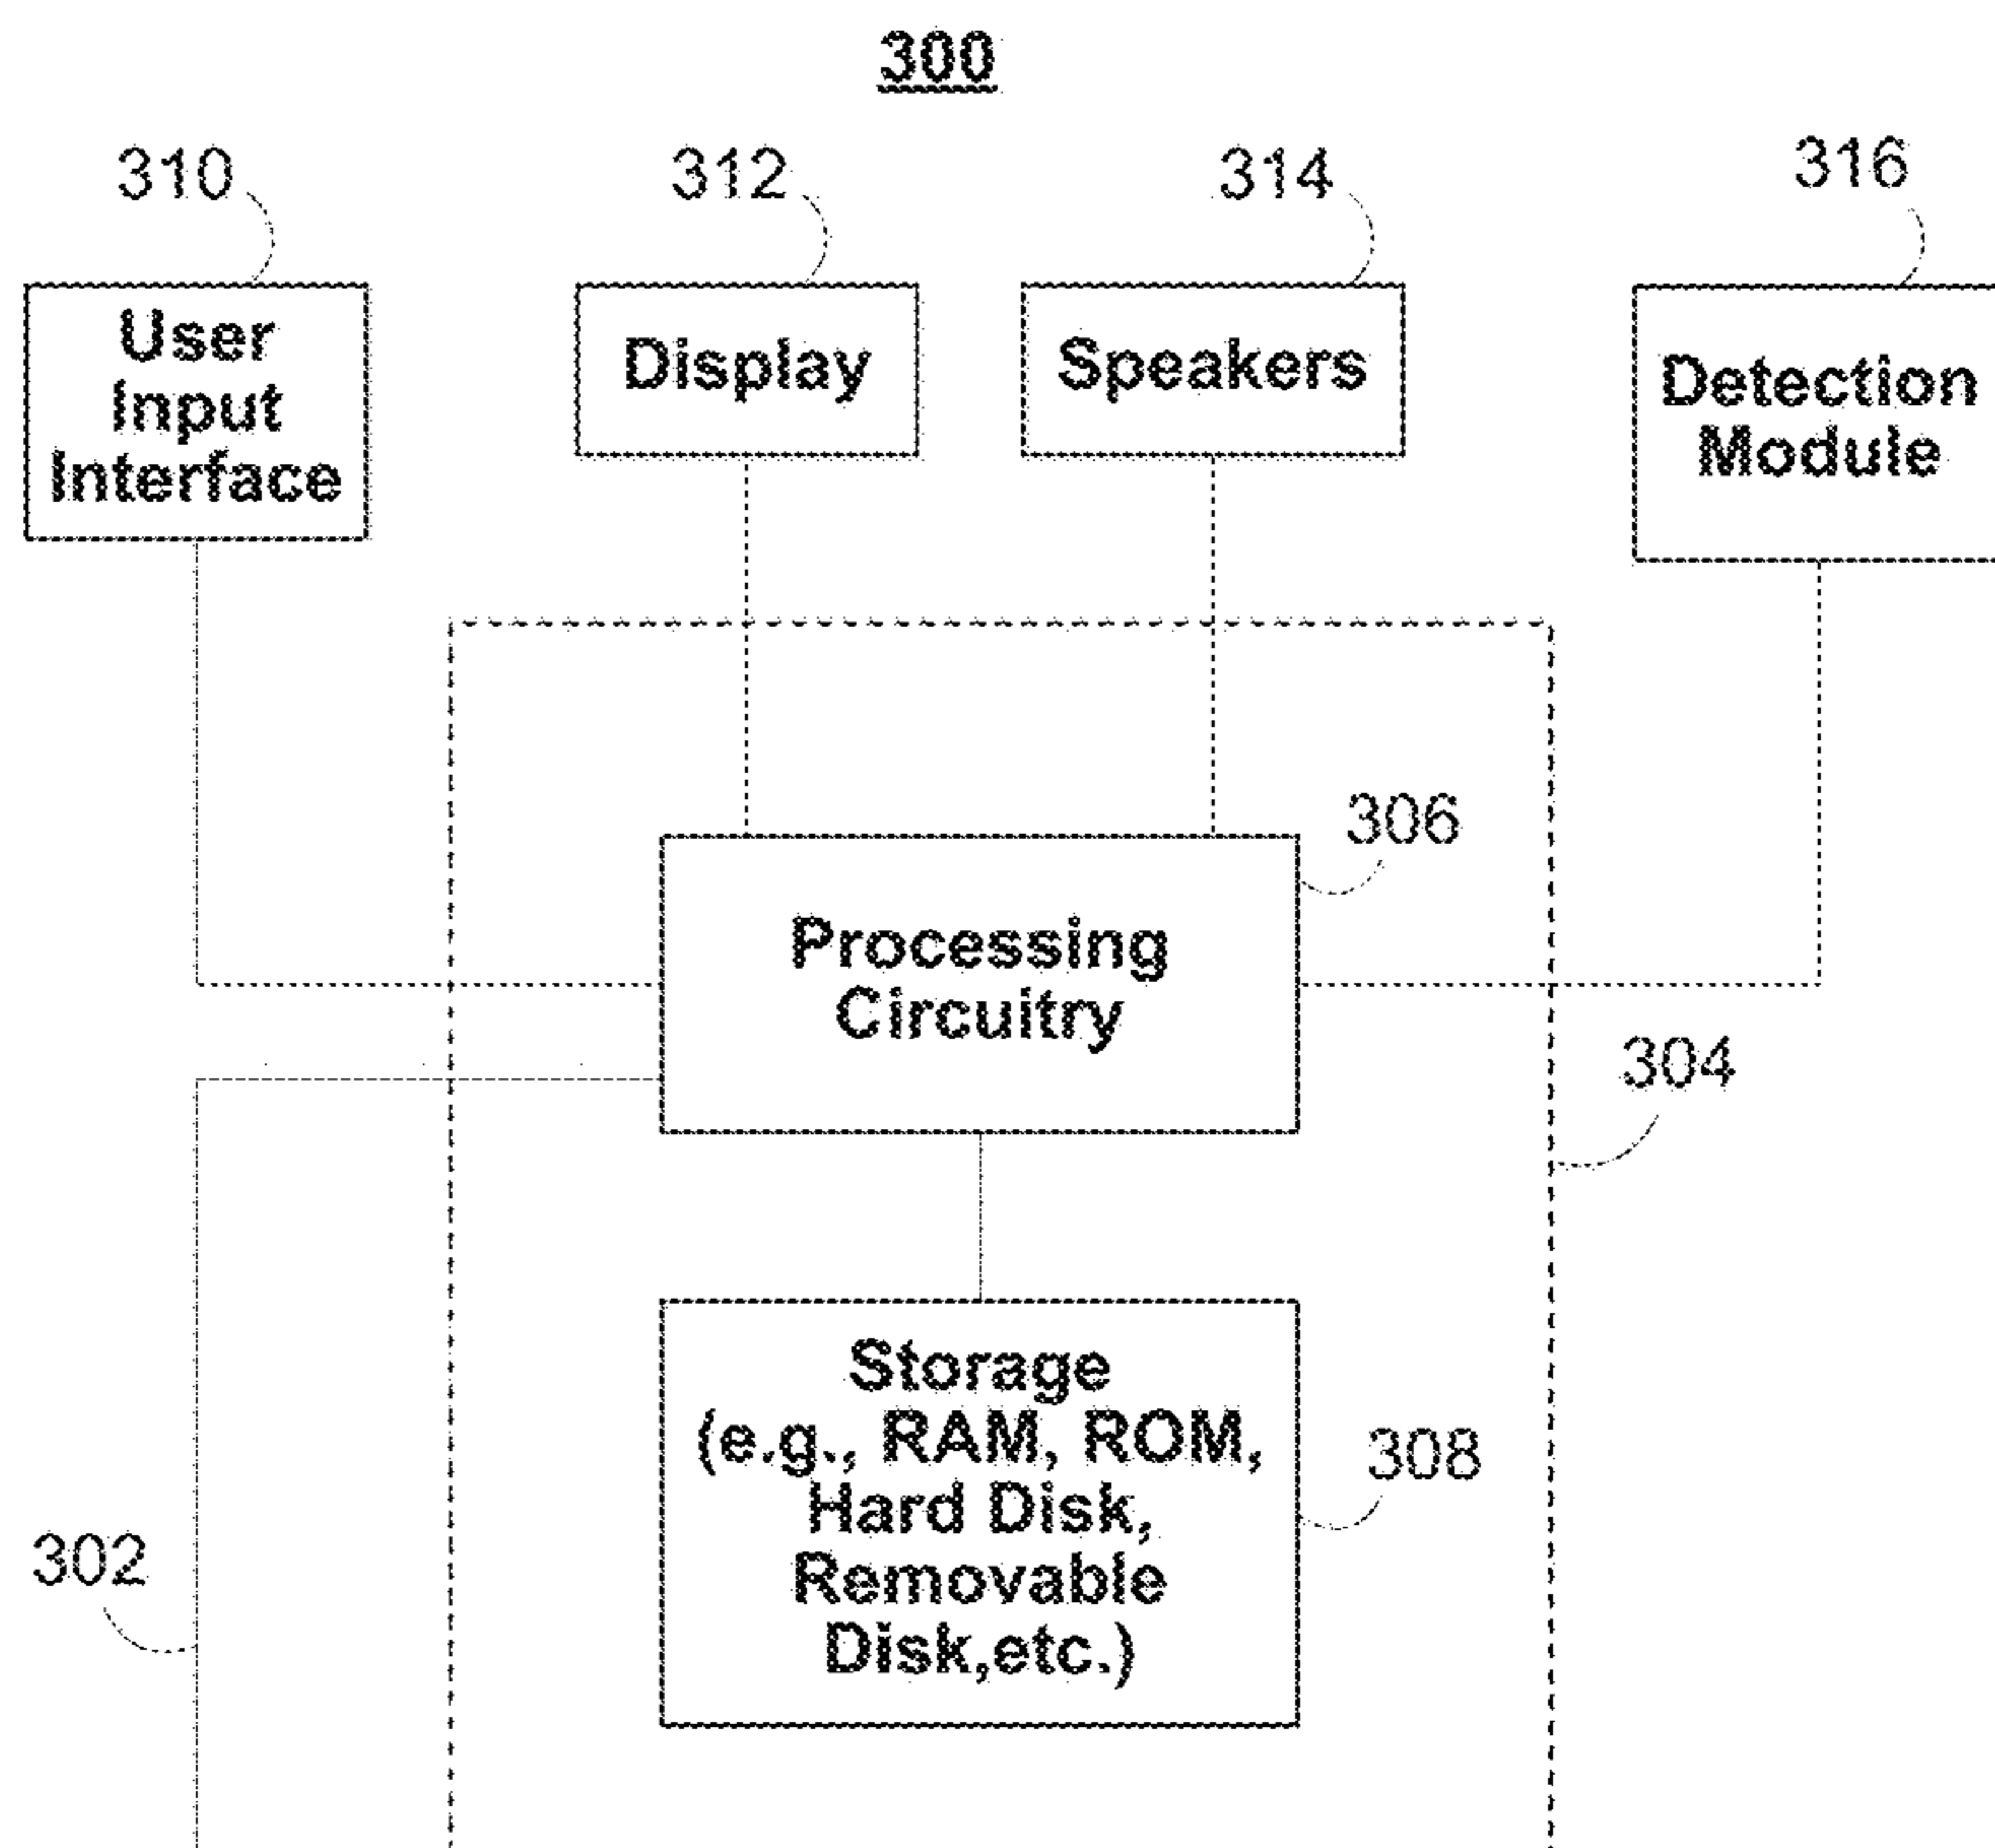 300
310
312
314
316
User
Input
Interface
Display
Speakers
Detection
Module
306
Processing
Circuitry
304
Storage
(e.g., RAM, ROM,
Hard Disk,
Removable
Disk,etc.)
308
302